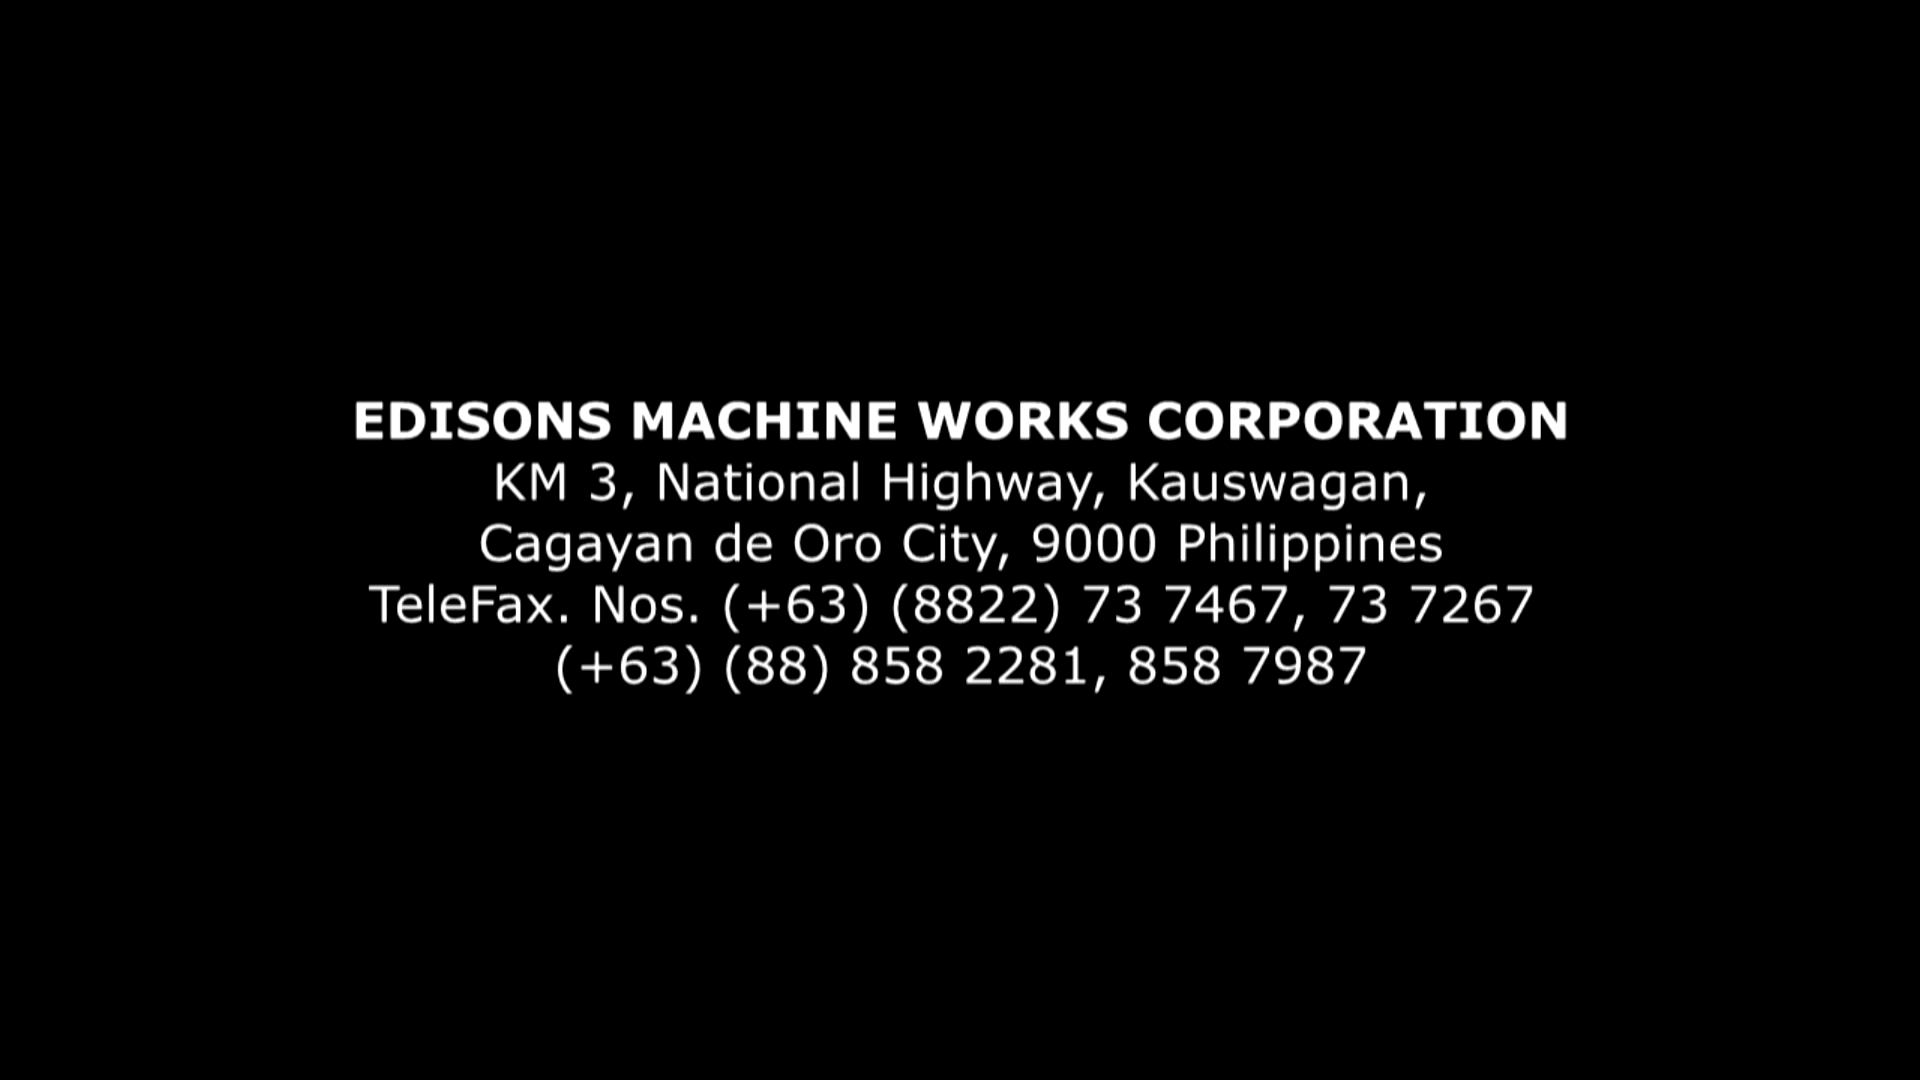 EDISONS MACHINE WORKS CORPORATION
KM 3, National Highway, Kauswagan,
Cagayan de Oro City, 9000 Philippines
TeleFax. Nos. (+63) (8822) 73 7467, 73 7267
(+63) (88) 858 2281, 858 7987